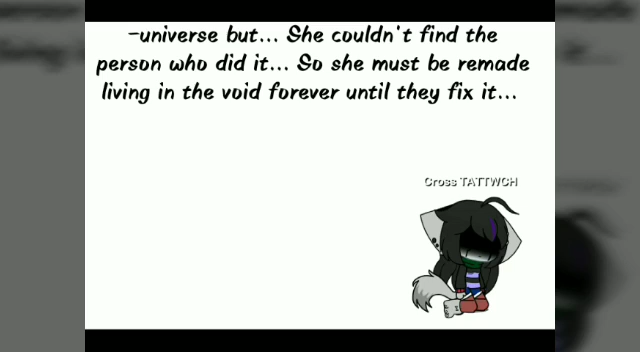 -universe but... She couldn't find the
person who did it... So she must be remade
living in the void forever until they fix it...
Cross TATTWCH